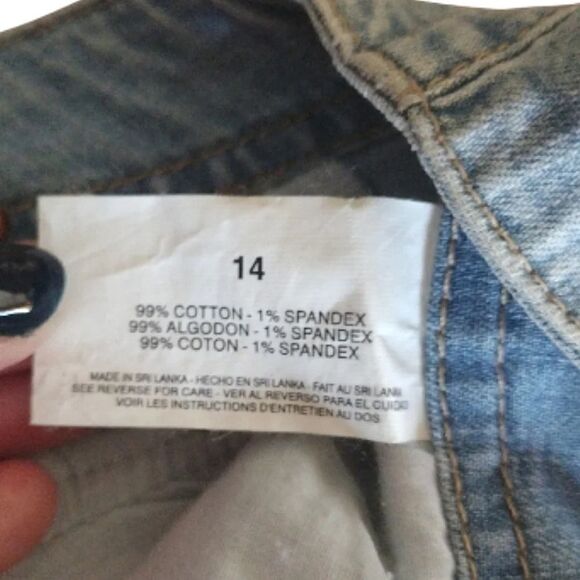 14
99% COTTON - 1% SPANDEX
99% ALGODON - 1% SPANDEX
99% COTON - 1% SPANDEX
MADE IN SRI LANKA - HECHO EN SRI LANKA - FAIT AU SRI LANKA
SEE REVERSE FOR CARE - VER AL REVERSO PARA EL CUIDADO
VOIR LES INSTRUCTIONS D'ENTRETIEN AU DOS